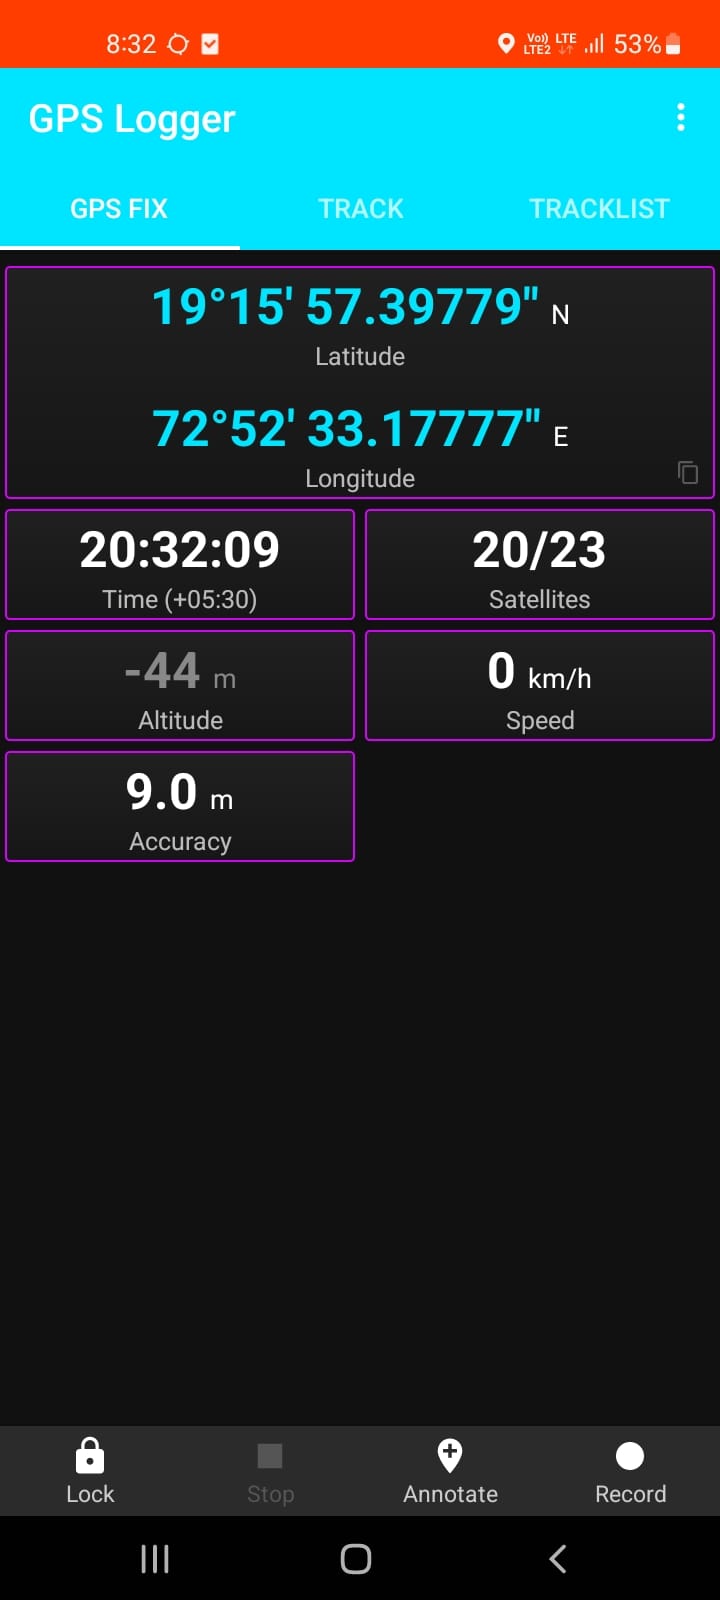 8:32 Vo) LTE2 LTE 53%
GPS Logger
GPS FIX TRACK TRACKLIST
19°15' 57.39779" N
Latitude
72°52' 33.17777" E
Longitude
20:32:09 20/23
Time (+05:30) Satellites
-44 m 0 km/h
Altitude Speed
9.0 m
Accuracy
Lock Stop Annotate Record